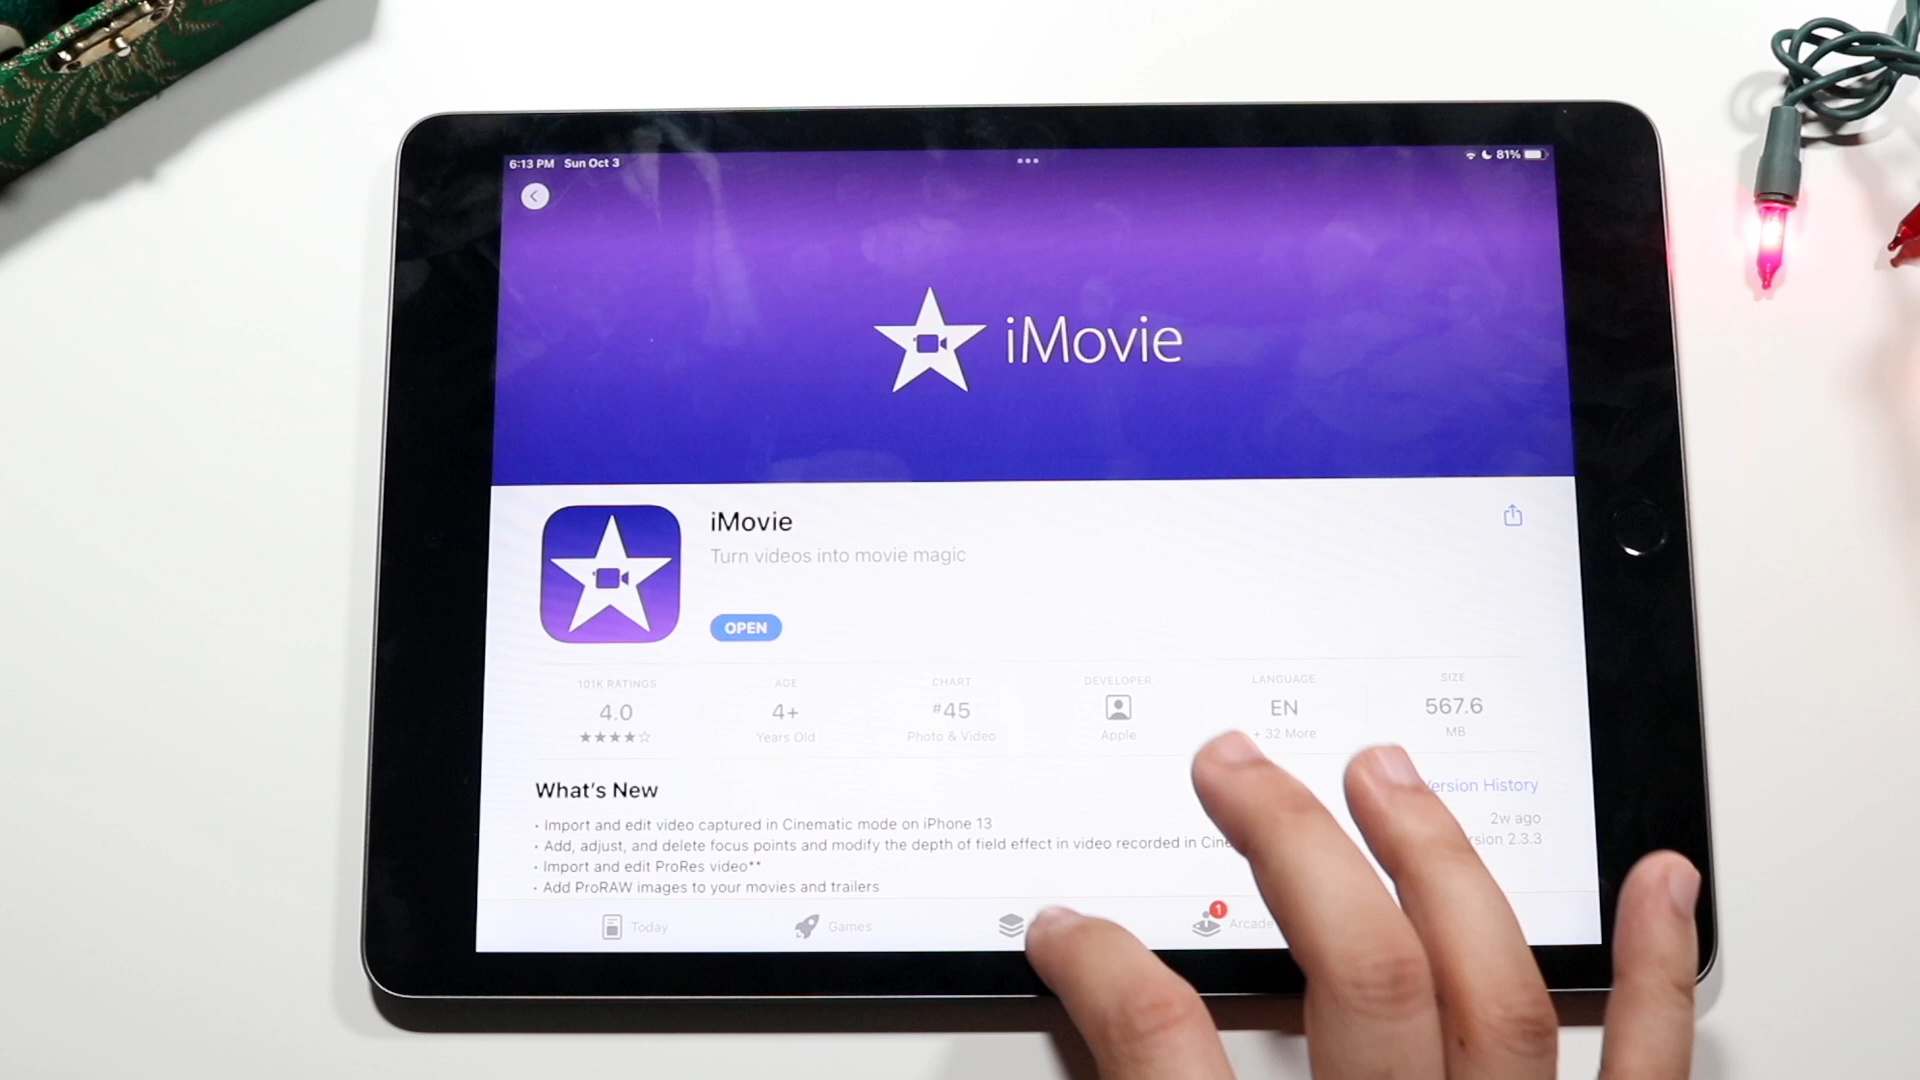 6:13 PM Sun Oct 3
81%
iMovie
iMovie
Turn videos into movie magic
OPEN
101K RATINGS
4.0
AGE
4+
Years Old
CHART
#45
Photo & Video
DEVELOPER
Apple
LANGUAGE
EN
+ 32 More
SIZE
567.6
MB
What's New
Version History
2w ago
2.3.3
• Import and edit video captured in Cinematic mode on iPhone 13
• Add, adjust, and delete focus points and modify the depth of field effect in video recorded in
• Import and edit ProRes video**
• Add ProRAW images to your movies and trailers
Today
Games
1
Arcade